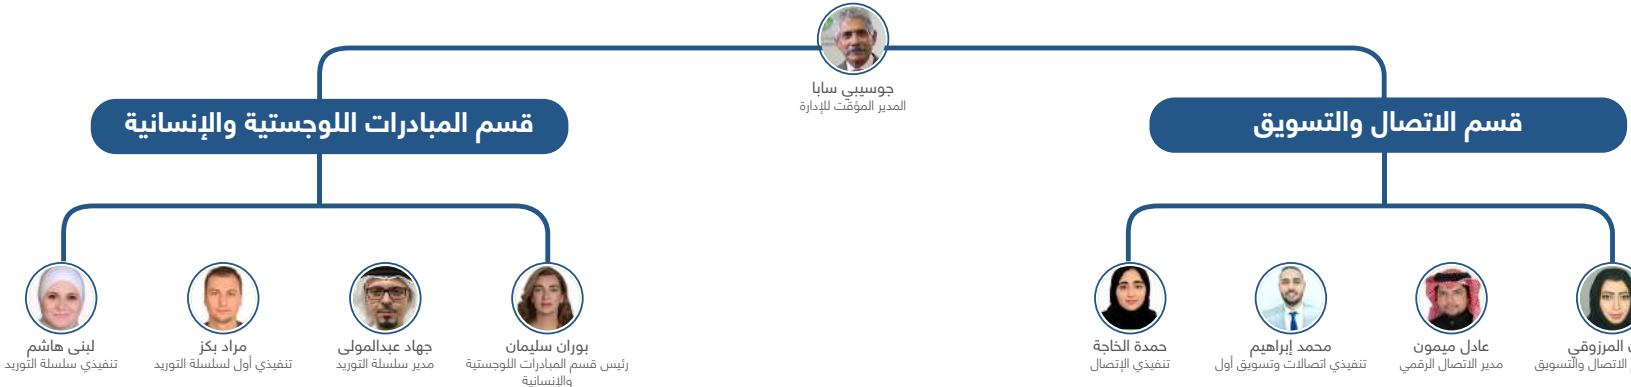 جوسيبي سابا
المدير المؤقت للإدارة
قسم الاتصال والتسويق
قسم المبادرات اللوجستية والإنسانية
المرزوقي
الاتصال والتسويق
عادل ميمون
مدير الاتصال الرقمي
محمد إبراهيم
تنفيذي اتصالات وتسويق أول
حمدة الخاجة
تنفيذي الإتصال
بوران سليمان
رئيس قسم المبادرات اللوجستية
والإنسانية
جهاد عبدالمولى
مدير سلسلة التوريد
مراد بكز
تنفيذي أول لسلسلة التوريد
لبنى هاشم
تنفيذي سلسلة التوريد